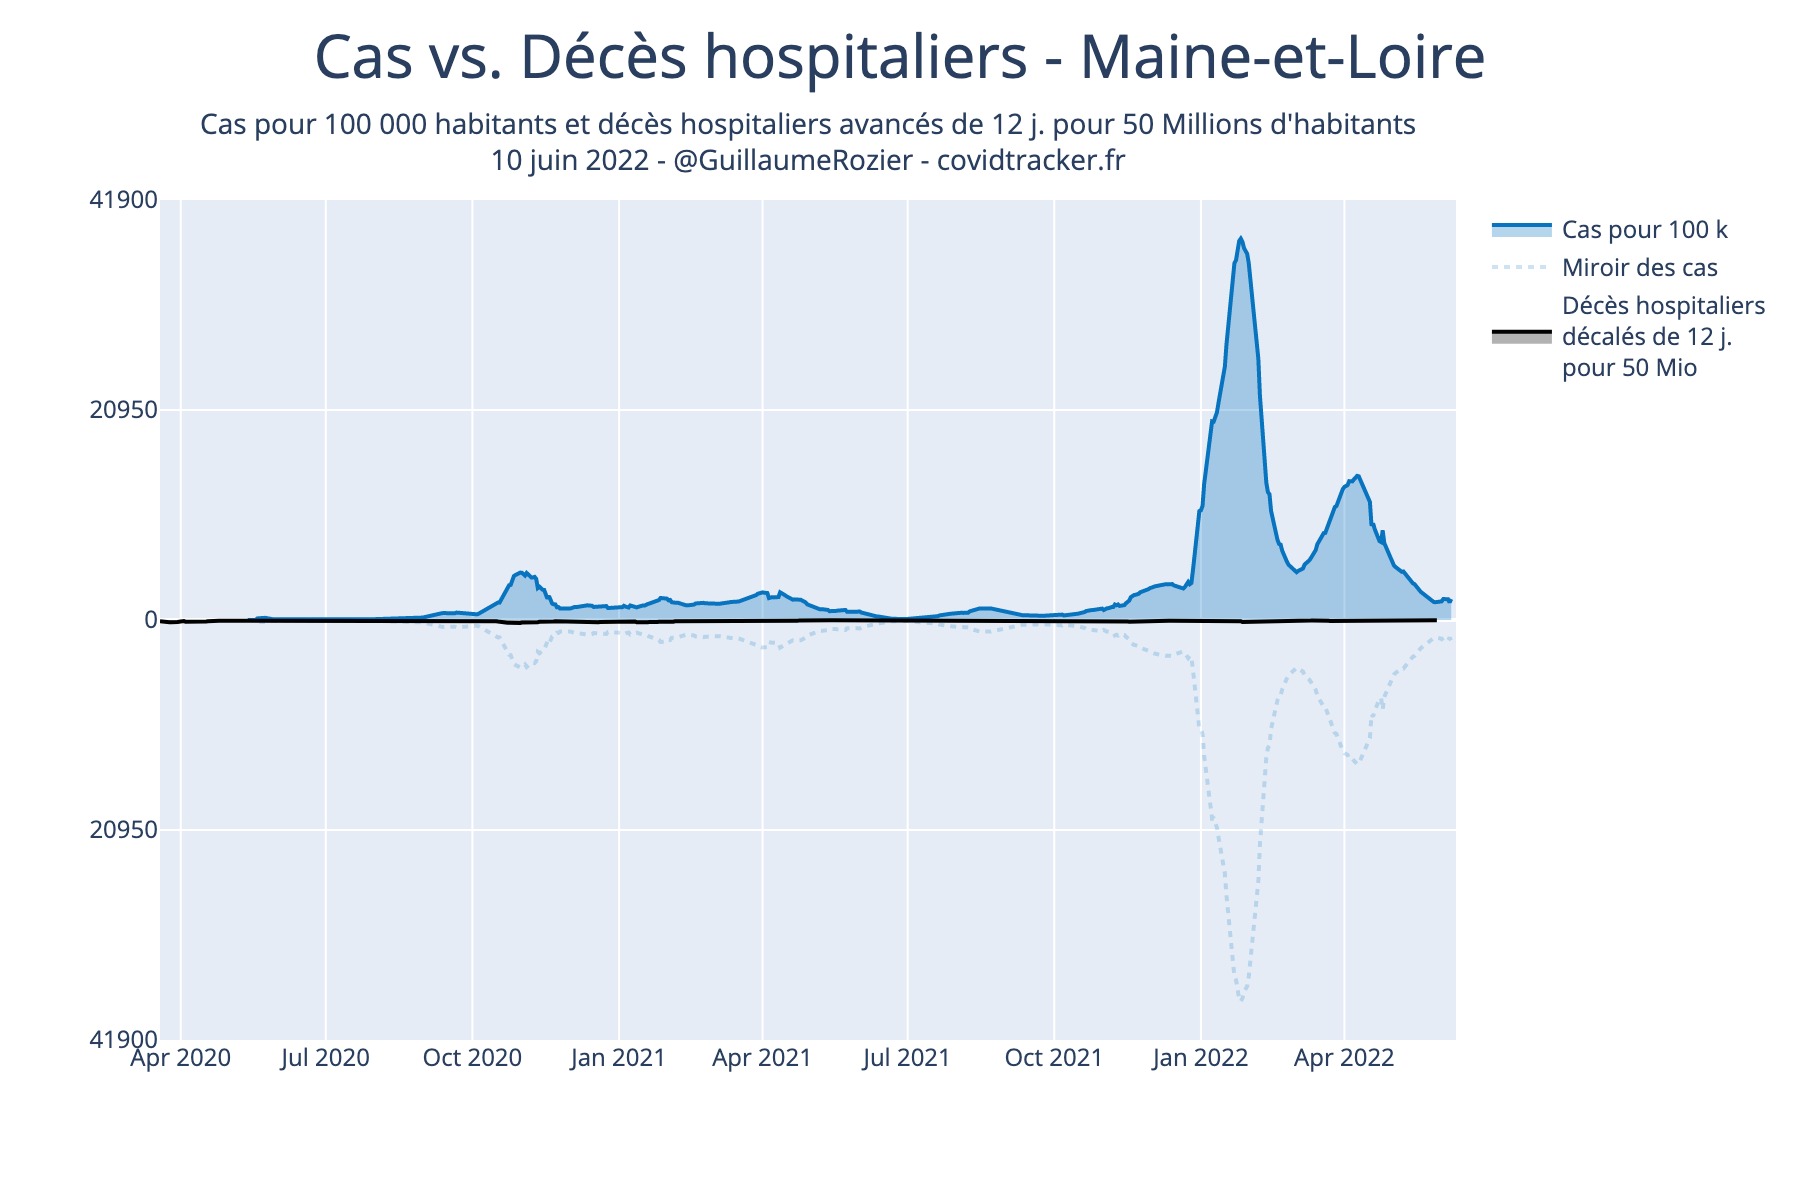 Cas vs. Décès hospitaliers - Maine-et-Loire
Cas pour 100 000 habitants et décès hospitaliers avancés de 12 j. pour 50 Millions d'habitants
10 juin 2022 - @GuillaumeRozier - covidtracker.fr
41900
20950
0
20950
41900
Apr 2020
Jul 2020
Oct 2020
Jan 2021
Apr 2021
Jul 2021
Oct 2021
Jan 2022
Apr 2022
Cas pour 100 k
Miroir des cas
Décès hospitaliers
décalés de 12 j.
pour 50 Mio